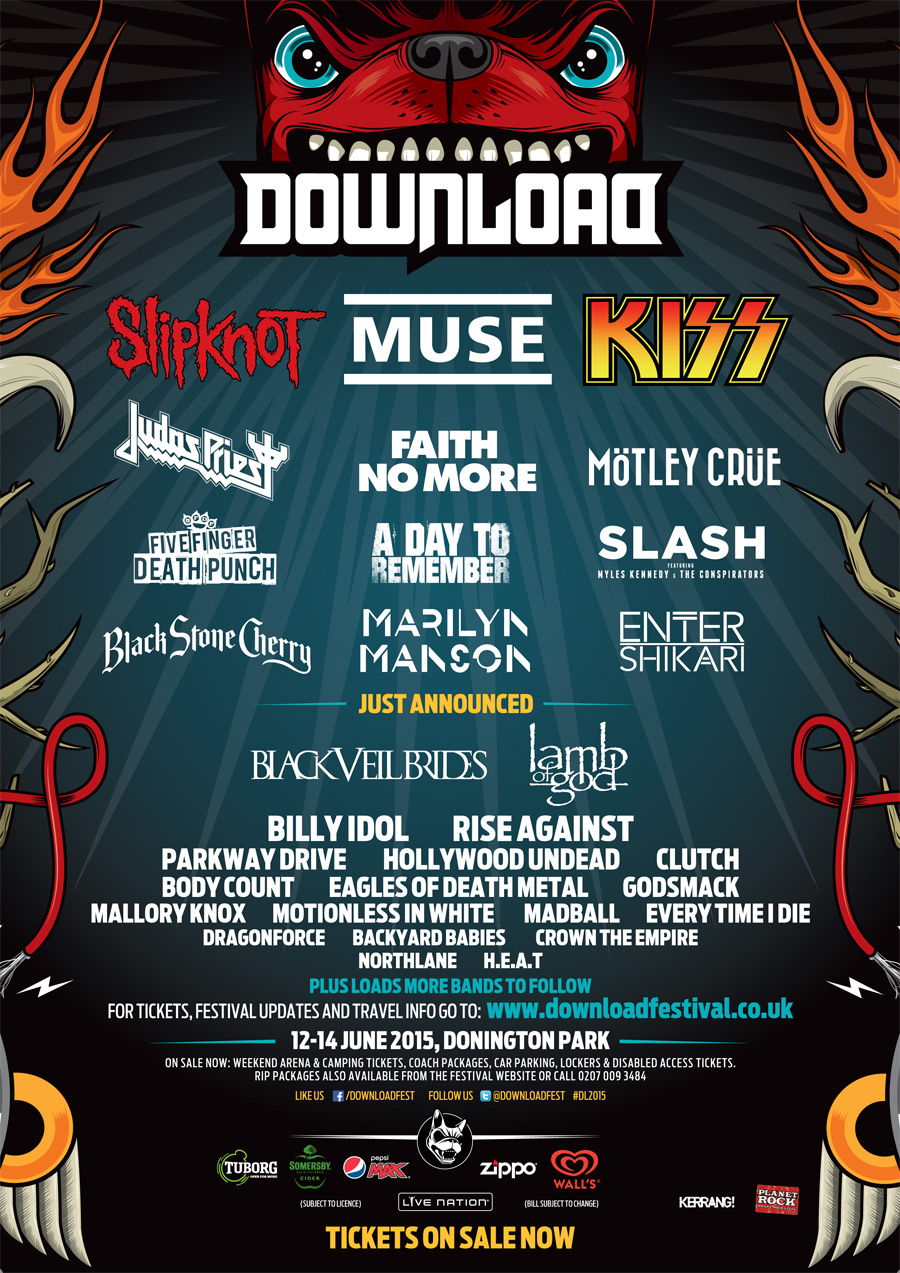 DOWNLOAD
SLIPKNOT MUSE KISS
Judas Priest FAITH NO MORE MÖTLEY CRÜE
FIVE FINGER DEATH PUNCH A DAY TO REMEMBER SLASH
FEATURING
MYLES KENNEDY & THE CONSPIRATORS
Black Stone Cherry MARILYN MANSON ENTER SHIKARI
JUST ANNOUNCED
BLACK VEIL BRIDES lamb of god
BILLY IDOL RISE AGAINST
PARKWAY DRIVE HOLLYWOOD UNDEAD CLUTCH
BODY COUNT EAGLES OF DEATH METAL GODSMACK
MALLORY KNOX MOTIONLESS IN WHITE MADBALL EVERY TIME I DIE
DRAGONFORCE BACKYARD BABIES CROWN THE EMPIRE
NORTHLANE H.E.A.T
PLUS LOADS MORE BANDS TO FOLLOW
FOR TICKETS, FESTIVAL UPDATES AND TRAVEL INFO GO TO: www.downloadfestival.co.uk
12-14 JUNE 2015, DONINGTON PARK
ON SALE NOW: WEEKEND ARENA & CAMPING TICKETS, COACH PACKAGES, CAR PARKING, LOCKERS & DISABLED ACCESS TICKETS.
RIP PACKAGES ALSO AVAILABLE FROM THE FESTIVAL WEBSITE OR CALL 0207 009 3484
LIKE US f/DOWNLOADFEST FOLLOW US @DOWNLOADFEST #DL2015
TUBORG SOMERSBY CIDER pepsi MAX zippo WALL'S
(SUBJECT TO LICENCE) LIVE NATION (BILL SUBJECT TO CHANGE) KERRANG! PLANET ROCK
TICKETS ON SALE NOW